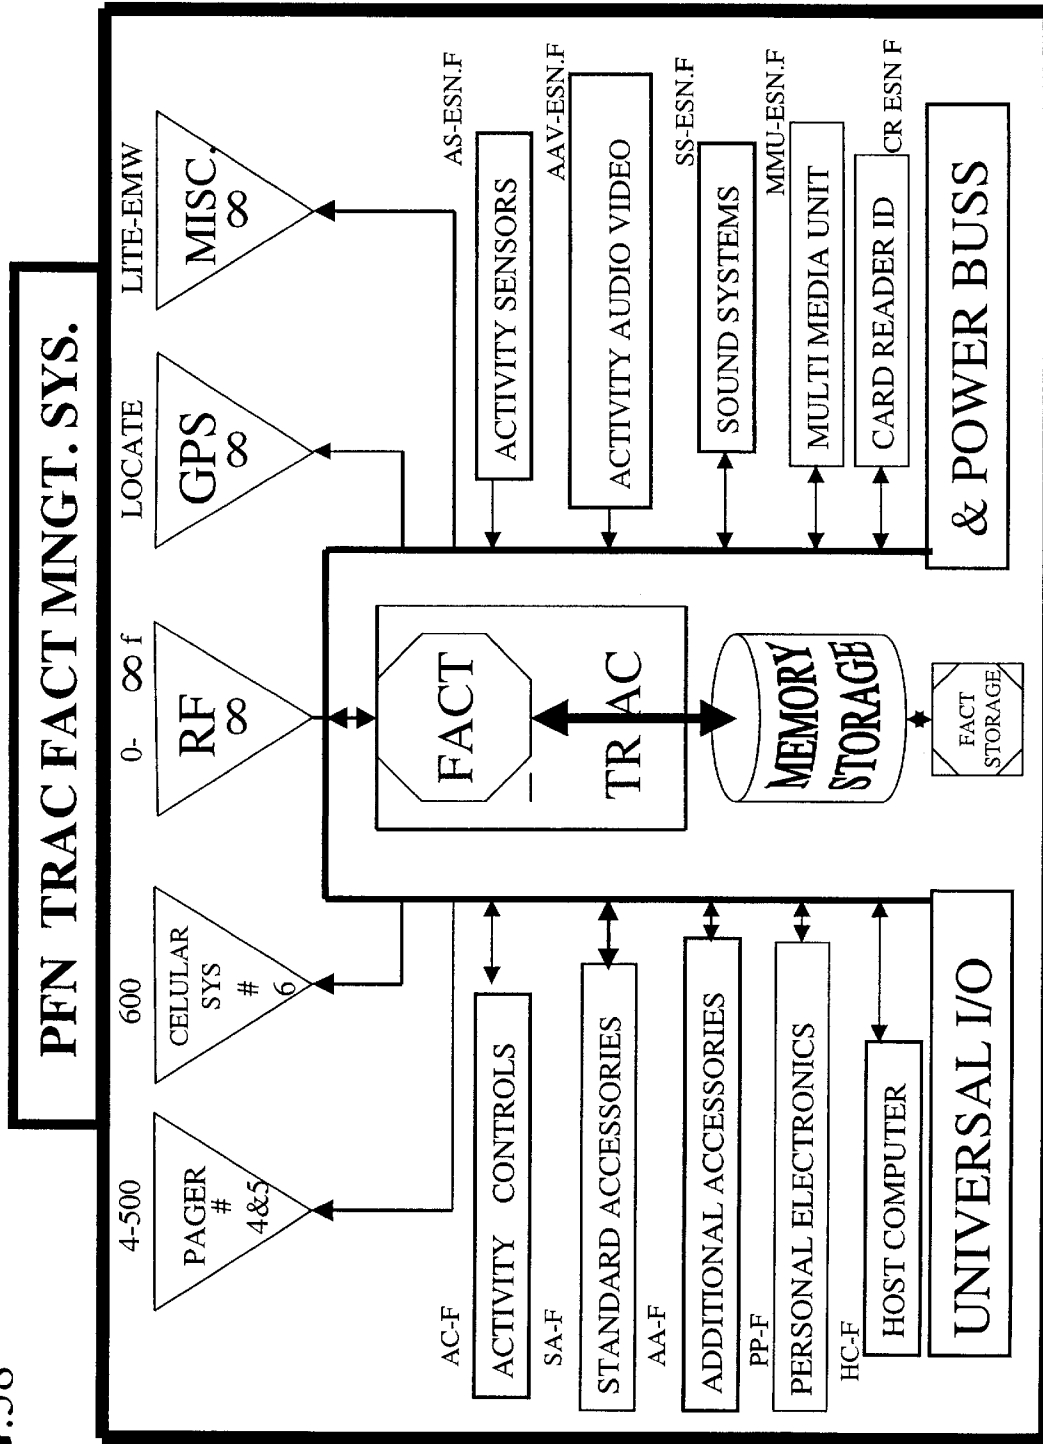 PFN TRAC FACT MNGT. SYS.
4-500
600
0- ∞ f
LOCATE
LITE-EMW
PAGER
#
4&5
CELULAR
SYS
#
6
RF
∞
GPS
∞
MISC.
∞
AC-F
ACTIVITY CONTROLS
SA-F
STANDARD ACCESSORIES
AA-F
ADDITIONAL ACCESSORIES
PP-F
PERSONAL ELECTRONICS
HC-F
HOST COMPUTER
UNIVERSAL I/O
FACT
TR AC
MEMORY
STORAGE
FACT
STORAGE
AS-ESN.F
ACTIVITY SENSORS
AAV-ESN.F
ACTIVITY AUDIO VIDEO
SS-ESN.F
SOUND SYSTEMS
MMU-ESN.F
MULTI MEDIA UNIT
CR ESN F
CARD READER ID
& POWER BUSS